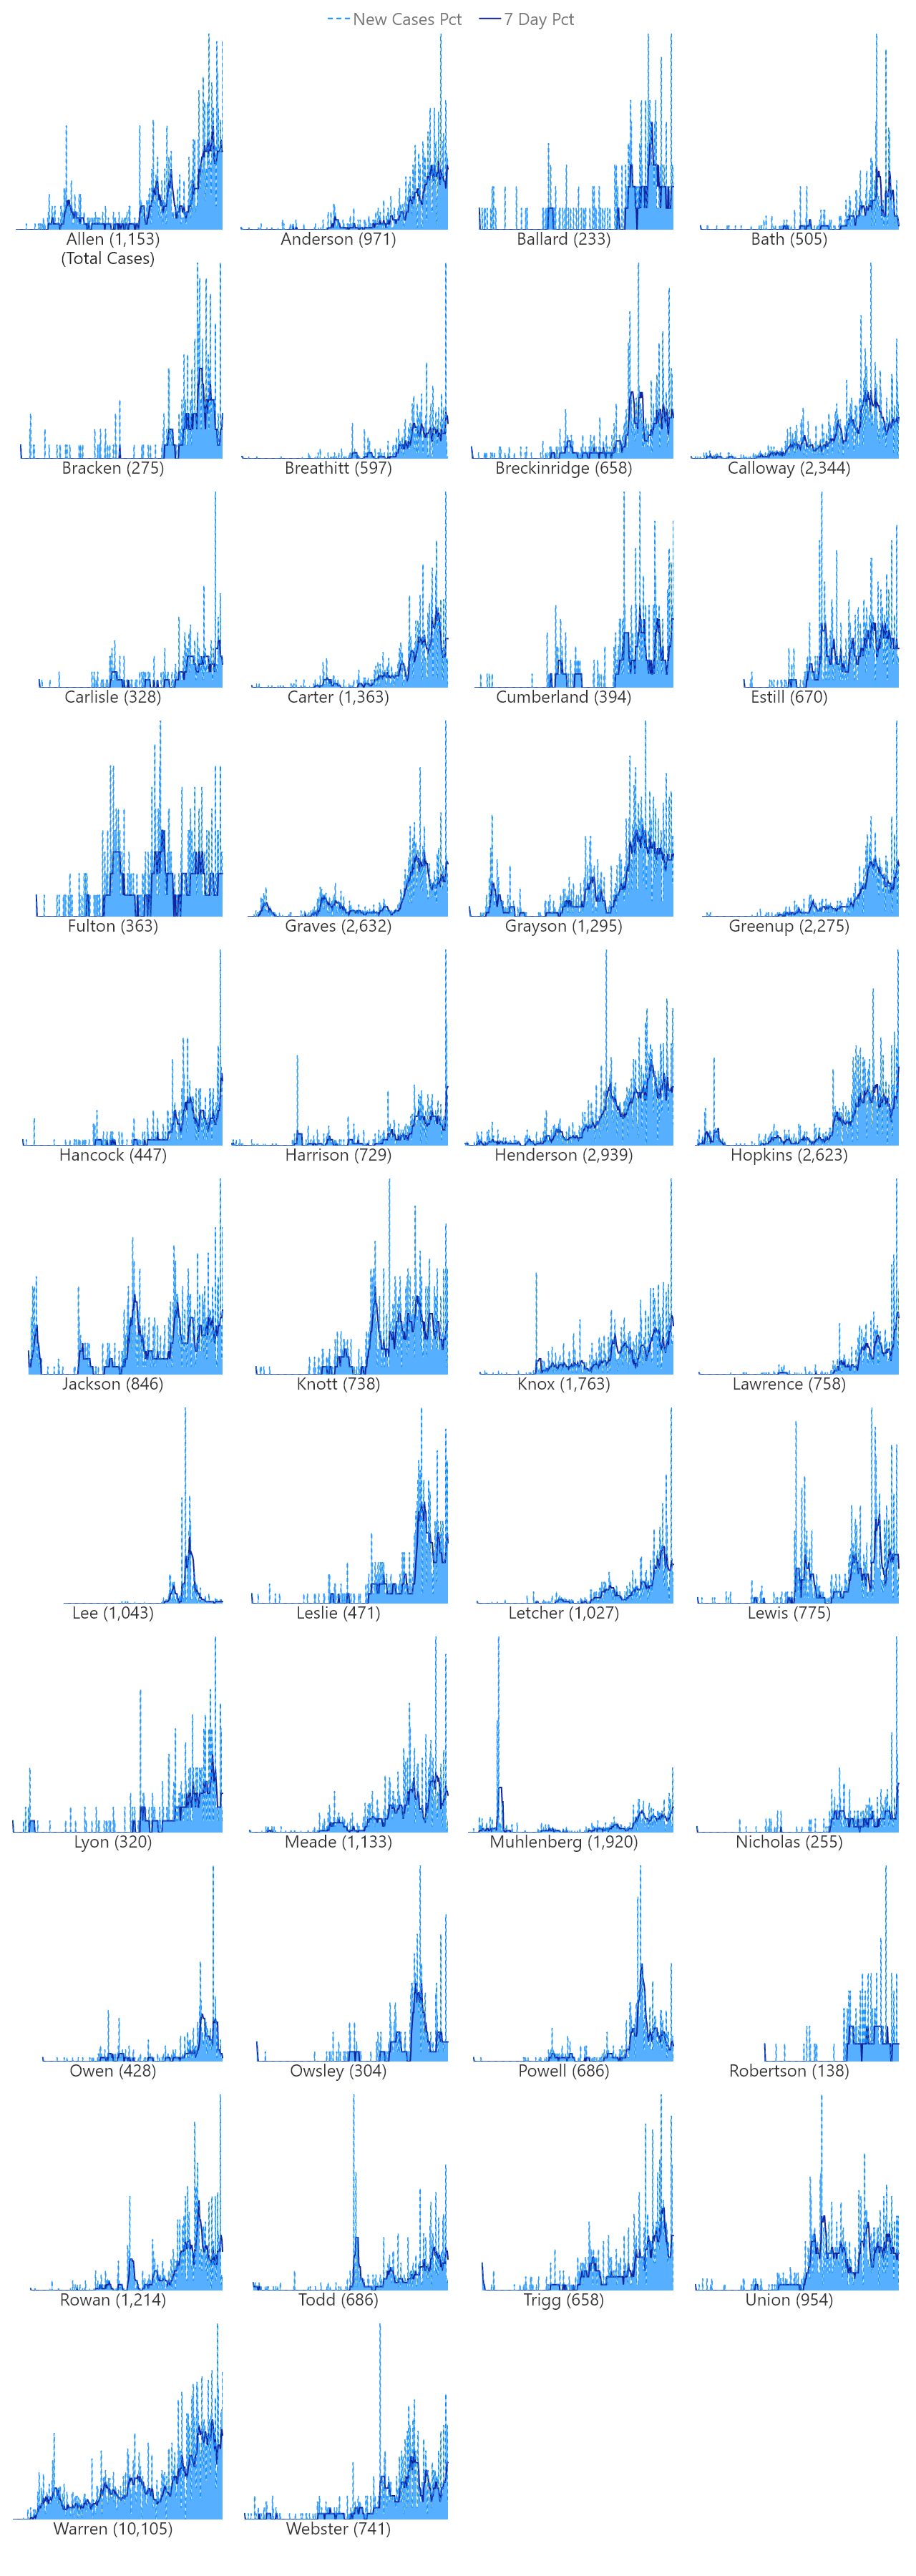 New Cases Pct 7 Day Pct
Allen (1,153) Anderson (971) Ballard (233) Bath (505)
(Total Cases)
Bracken (275) Breathitt (597) Breckinridge (658) Calloway (2,344)
Carlisle (328) Carter (1,363) Cumberland (394) Estill (670)
Fulton (363) Graves (2,632) Grayson (1,295) Greenup (2,275)
Hancock (447) Harrison (729) Henderson (2,939) Hopkins (2,623)
Jackson (846) Knott (738) Knox (1,763) Lawrence (758)
Lee (1,043) Leslie (471) Letcher (1,027) Lewis (775)
Lyon (320) Meade (1,133) Muhlenberg (1,920) Nicholas (255)
Owen (428) Owsley (304) Powell (686) Robertson (138)
Rowan (1,214) Todd (686) Trigg (658) Union (954)
Warren (10,105) Webster (741)